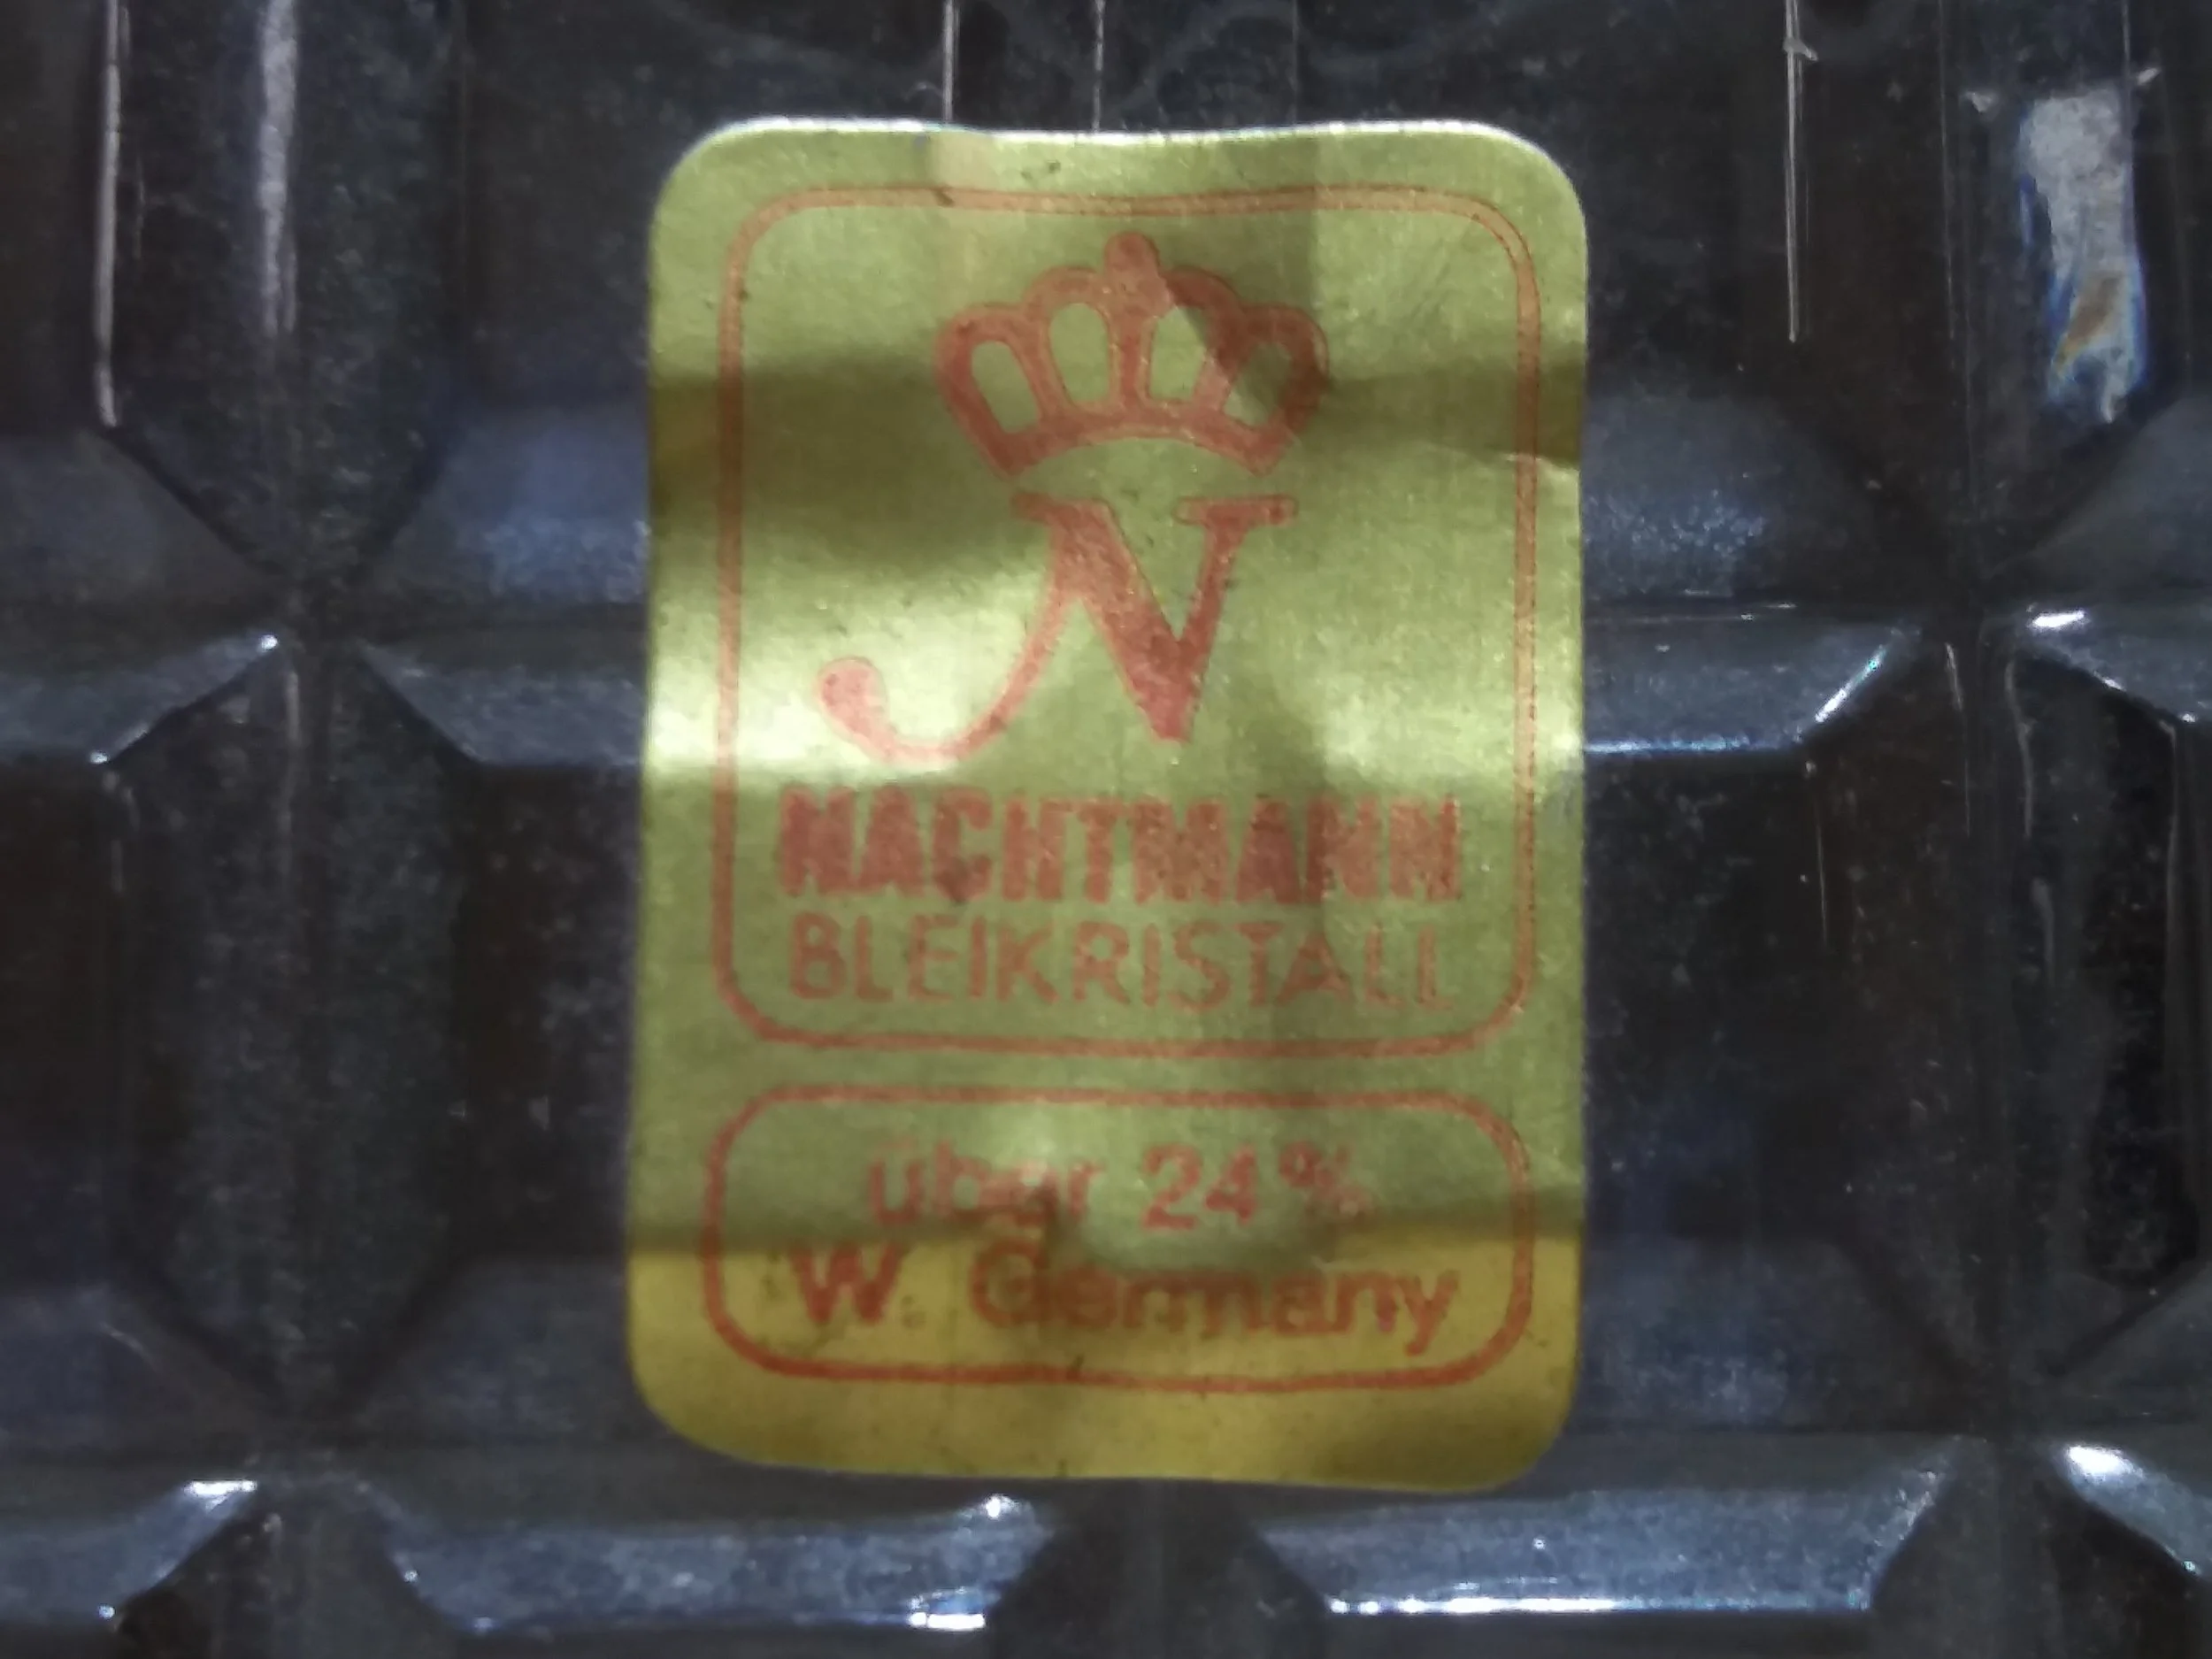 N
NACHTMANN
BLEIKRISTALL
über 24%
W. Germany